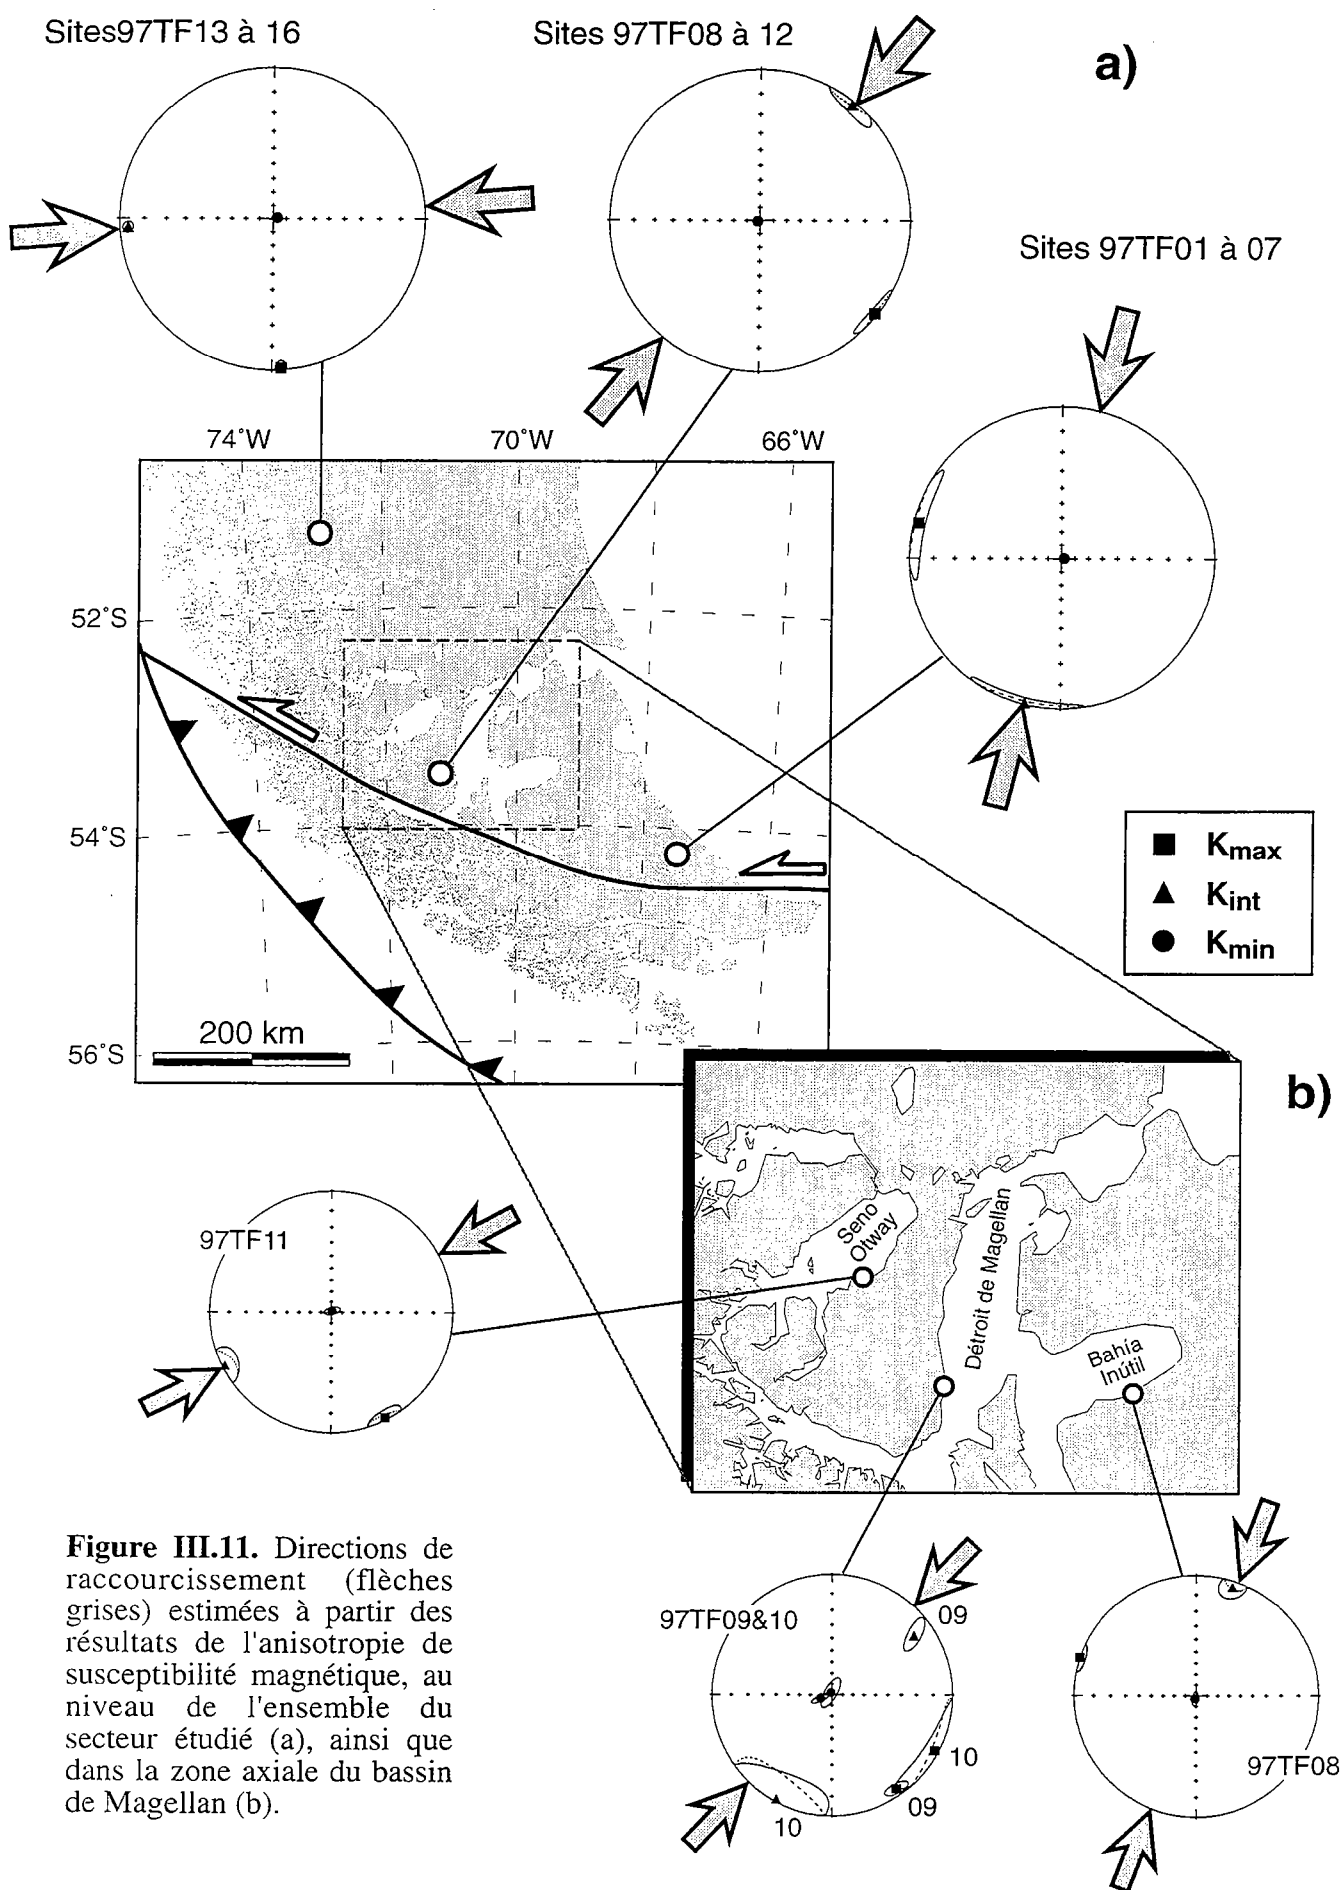 Sites97TF13 à 16
Sites 97TF08 à 12
a)
Sites 97TF01 à 07
74°W
70°W
66°W
52°S
54°S
56°S
200 km
Kmax
Kint
Kmin
b)
Seno
Otway
Détroit de Magellan
Bahía
Inútil
97TF11
97TF09&10
09
10
09
10
97TF08
Figure III.11. Directions de
raccourcissement (flèches
grises) estimées à partir des
résultats de l'anisotropie de
susceptibilité magnétique, au
niveau de l'ensemble du
secteur étudié (a), ainsi que
dans la zone axiale du bassin
de Magellan (b).